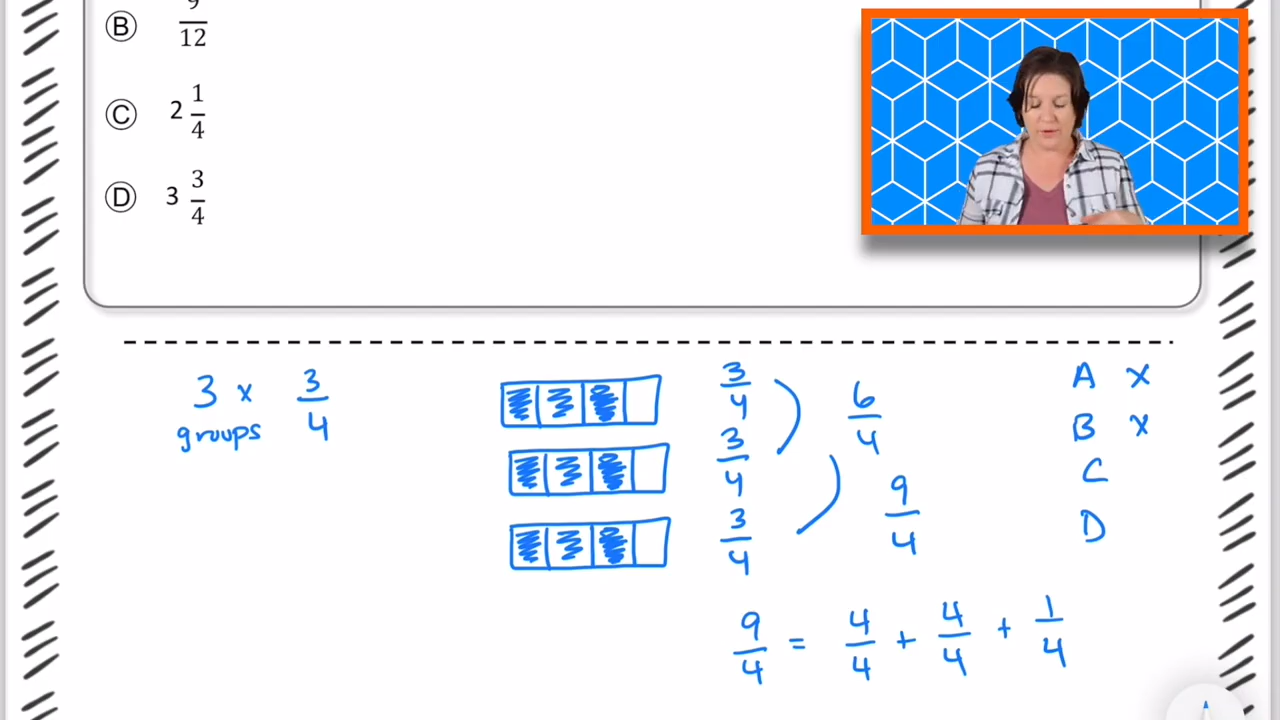 B 9/12
C 2 1/4
D 3 3/4
3 x 3/4
groups
3/4
3/4
3/4
6/4
9/4
A x
B x
C
D
9/4 = 4/4 + 4/4 + 1/4